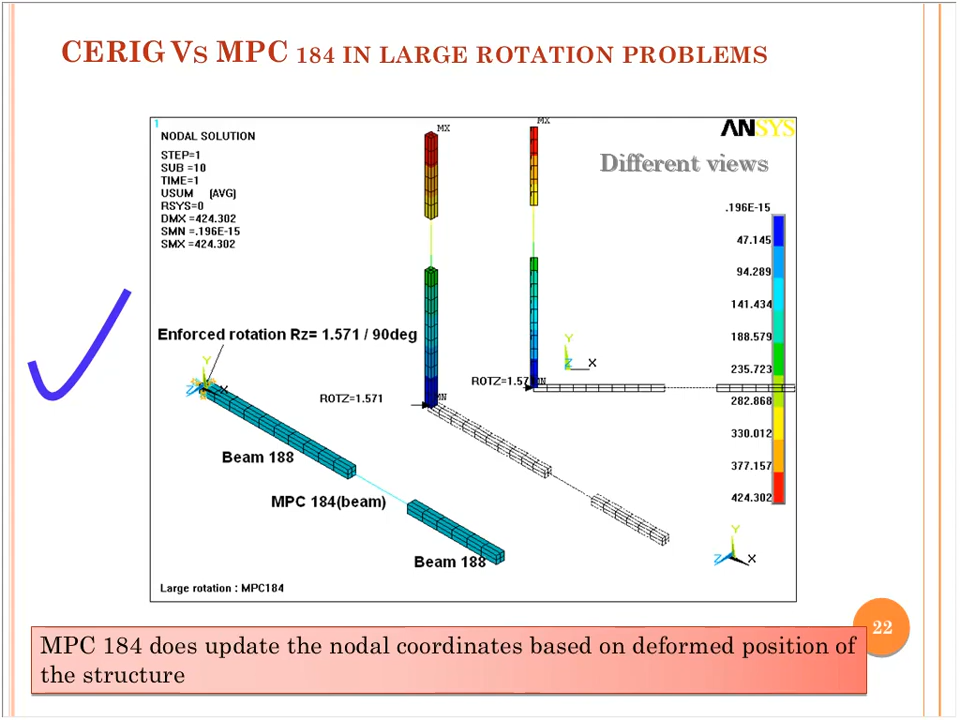 CERIG VS MPC 184 IN LARGE ROTATION PROBLEMS
1
NODAL SOLUTION
STEP=1
SUB =10
TIME=1
USUM (AVG)
RSYS=0
DMX =424.302
SMN =.196E-15
SMX =424.302
MX
MX
ANSYS
Different views
.196E-15
47.145
94.289
141.434
188.579
235.723
282.868
330.012
377.157
424.302
Enforced rotation Rz= 1.571 / 90deg
Y
Z
X
ROTZ=1.571
MN
ROTZ=1.57
MN
Y
Z
X
Beam 188
MPC 184(beam)
Beam 188
Y
Z
X
Large rotation : MPC184
22
MPC 184 does update the nodal coordinates based on deformed position of
the structure